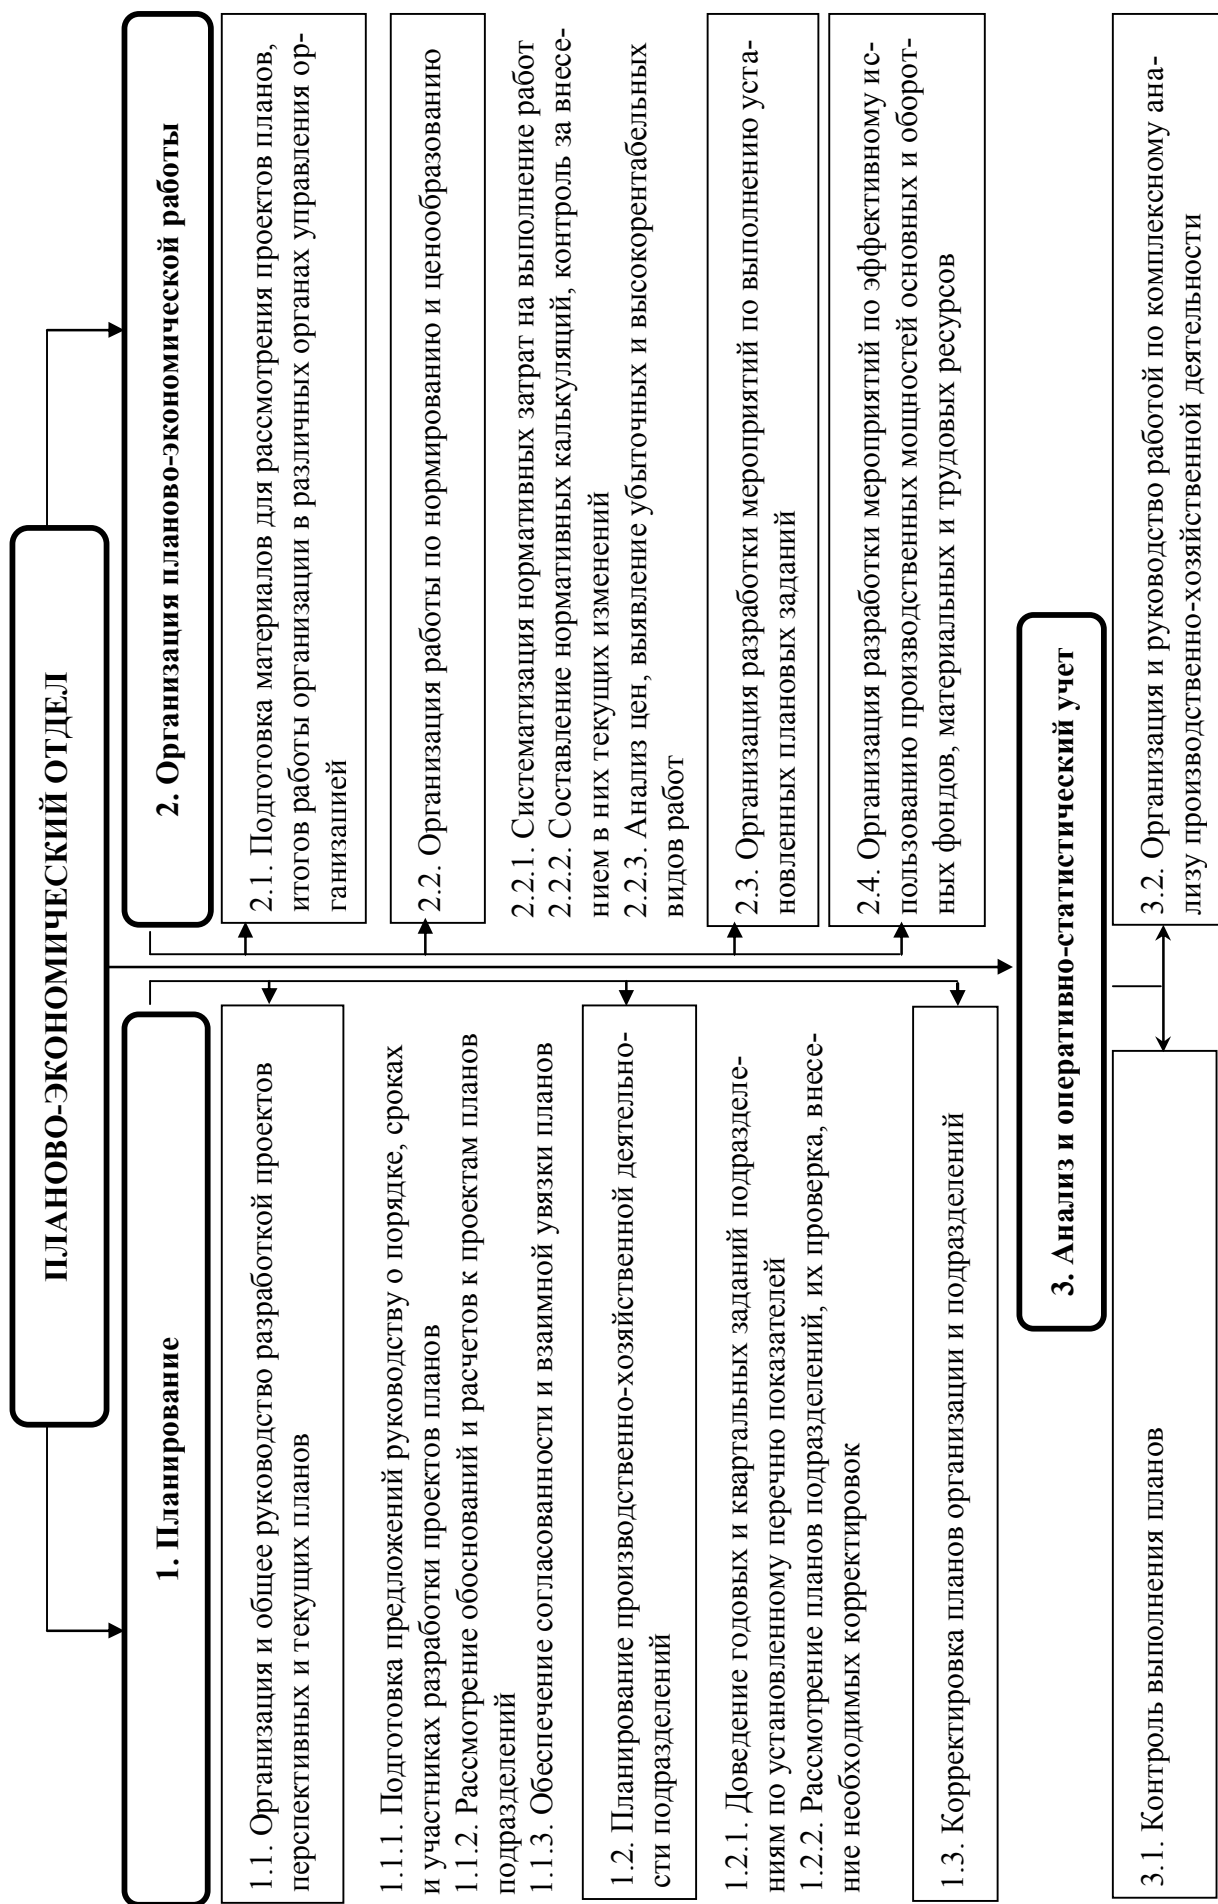 ПЛАНОВО-ЭКОНОМИЧЕСКИЙ ОТДЕЛ
1. Планирование
1.1. Организация и общее руководство разработкой проектов
перспективных и текущих планов
1.1.1. Подготовка предложений руководству о порядке, сроках
и участниках разработки проектов планов
1.1.2. Рассмотрение обоснований и расчетов к проектам планов
подразделений
1.1.3. Обеспечение согласованности и взаимной увязки планов
1.2. Планирование производственно-хозяйственной деятельно-
сти подразделений
1.2.1. Доведение годовых и квартальных заданий подразделе-
ниям по установленному перечню показателей
1.2.2. Рассмотрение планов подразделений, их проверка, внесе-
ние необходимых корректировок
1.3. Корректировка планов организации и подразделений
2. Организация планово-экономической работы
2.1. Подготовка материалов для рассмотрения проектов планов,
итогов работы организации в различных органах управления ор-
ганизацией
2.2. Организация работы по нормированию и ценообразованию
2.2.1. Систематизация нормативных затрат на выполнение работ
2.2.2. Составление нормативных калькуляций, контроль за внесе-
нием в них текущих изменений
2.2.3. Анализ цен, выявление убыточных и высокорентабельных
видов работ
2.3. Организация разработки мероприятий по выполнению уста-
новленных плановых заданий
2.4. Организация разработки мероприятий по эффективному ис-
пользованию производственных мощностей основных и оборот-
ных фондов, материальных и трудовых ресурсов
3. Анализ и оперативно-статистический учет
3.1. Контроль выполнения планов
3.2. Организация и руководство работой по комплексному ана-
лизу производственно-хозяйственной деятельности